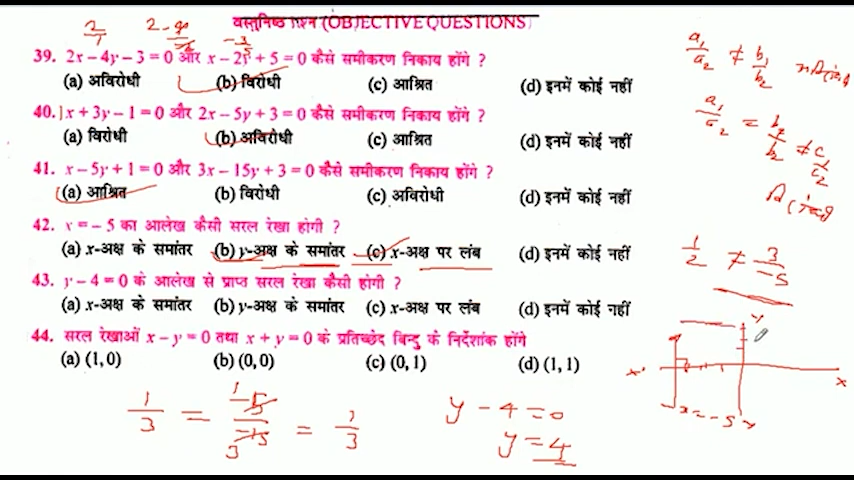 वस्तुनिष्ठ प्रश्न (OBJECTIVE QUESTIONS)
39. 2x – 4y – 3 = 0 और x – 2y + 5 = 0 कैसे समीकरण निकाय होंगे ?
(a) अविरोधी (b) विरोधी (c) आश्रित (d) इनमें कोई नहीं
40. x + 3y – 1 = 0 और 2x – 5y + 3 = 0 कैसे समीकरण निकाय होंगे ?
(a) विरोधी (b) अविरोधी (c) आश्रित (d) इनमें कोई नहीं
41. x – 5y + 1 = 0 और 3x – 15y + 3 = 0 कैसे समीकरण निकाय होंगे ?
(a) आश्रित (b) विरोधी (c) अविरोधी (d) इनमें कोई नहीं
42. x = – 5 का आलेख कैसी सरल रेखा होगी ?
(a) x-अक्ष के समांतर (b) y-अक्ष के समांतर (c) x-अक्ष पर लंब (d) इनमें कोई नहीं
43. y – 4 = 0 के आलेख से प्राप्त सरल रेखा कैसी होगी ?
(a) x-अक्ष के समांतर (b) y-अक्ष के समांतर (c) x-अक्ष पर लंब (d) इनमें कोई नहीं
44. सरल रेखाओं x – y = 0 तथा x + y = 0 के प्रतिच्छेद बिन्दु के निर्देशांक होंगे
(a) (1, 0) (b) (0, 0) (c) (0, 1) (d) (1, 1)
a₁/a₂ ≠ b₁/b₂
a₁/a₂ = b₁/b₂ ≠ c₁/c₂
1/2 ≠ 3/-5
x' x
x = -5
1/3 = -5/-15 = 1/3
y - 4 = 0
y = 4